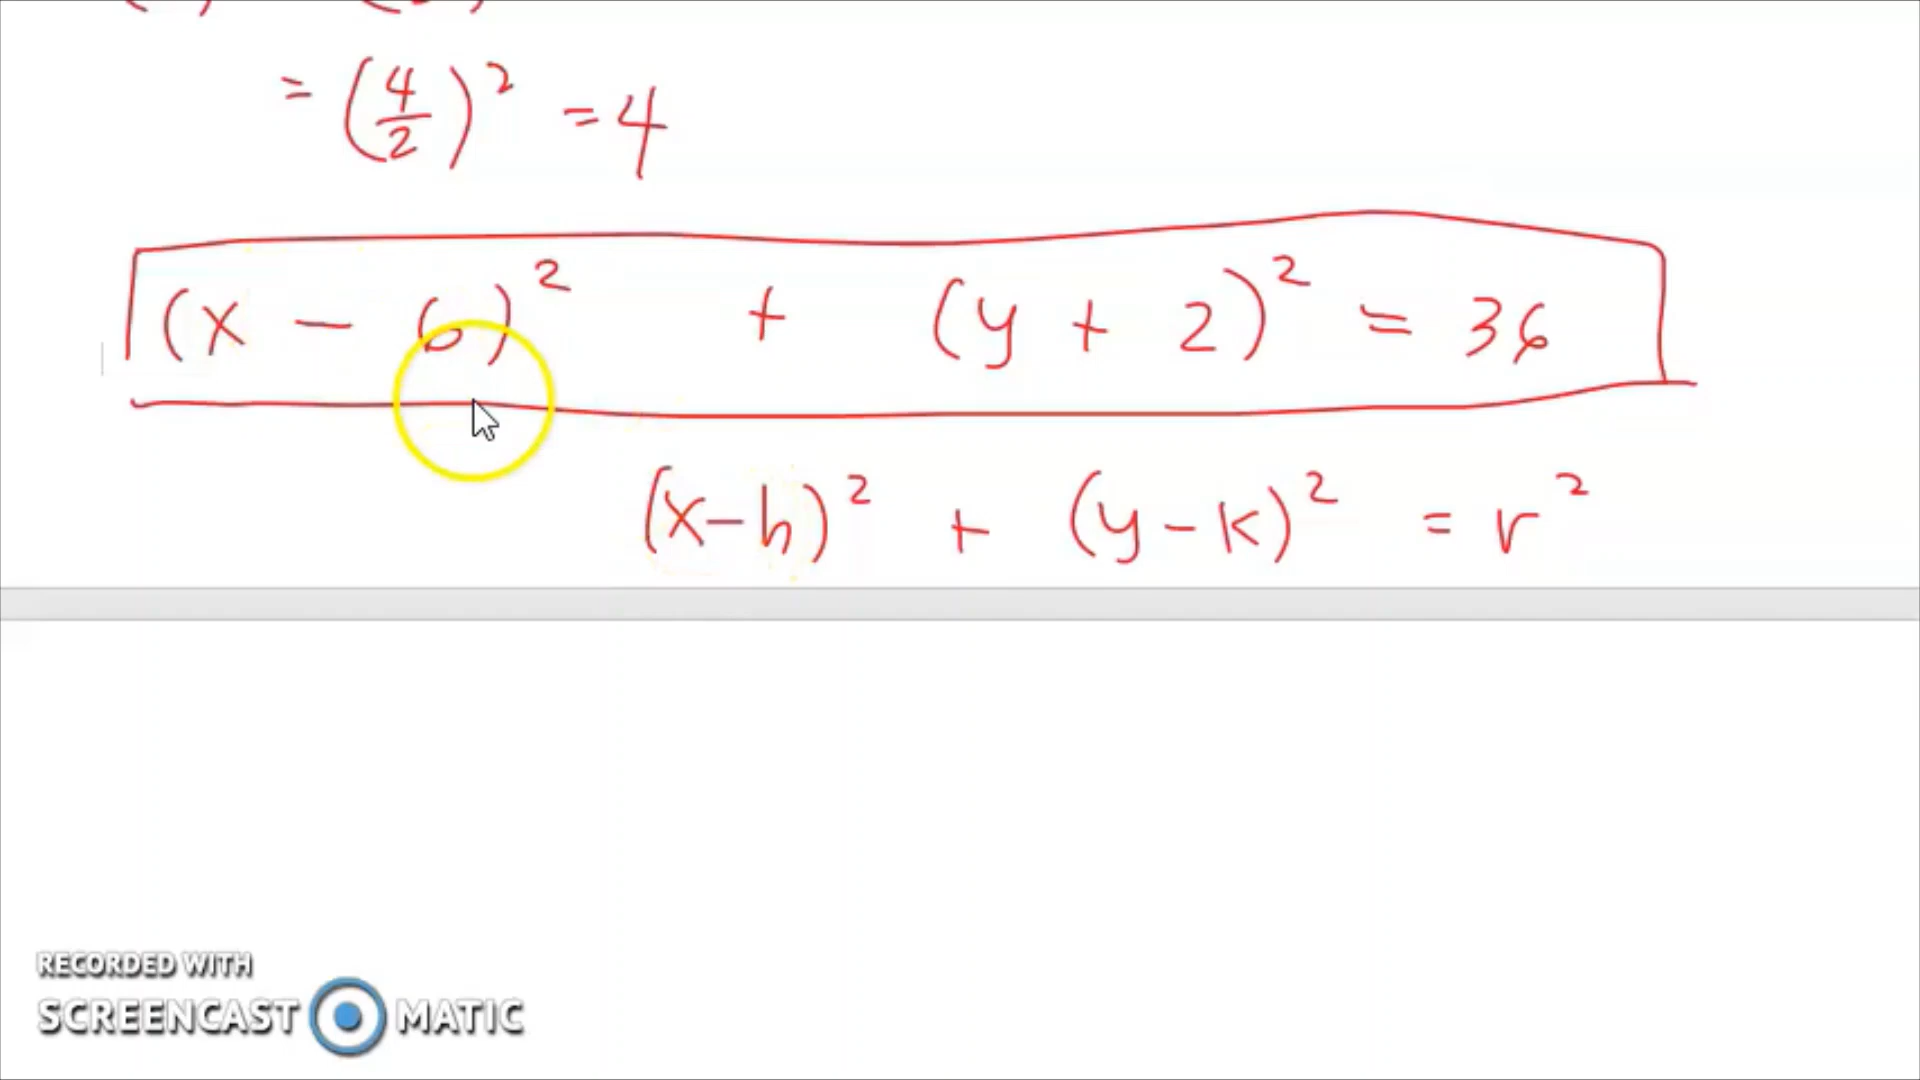 = (4/2)² = 4
(x - 6)² + (y + 2)² = 36
(x-h)² + (y-k)² = r²
RECORDED WITH
SCREENCAST MATIC